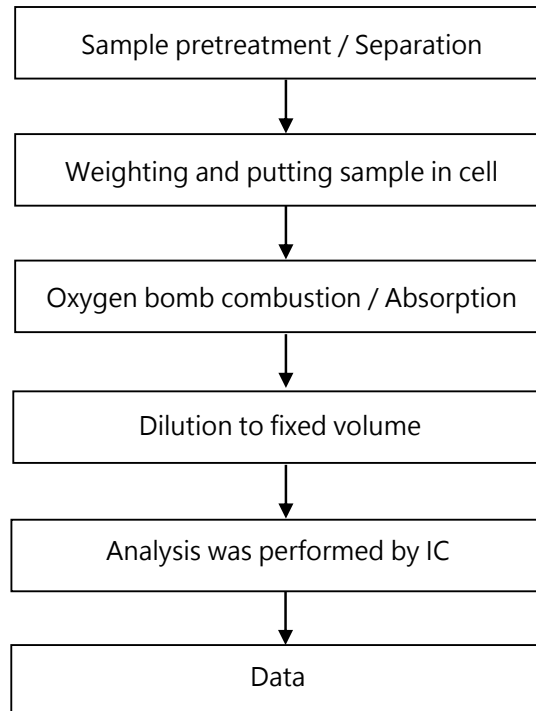 Sample pretreatment / Separation
Weighting and putting sample in cell
Oxygen bomb combustion / Absorption
Dilution to fixed volume
Analysis was performed by IC
Data